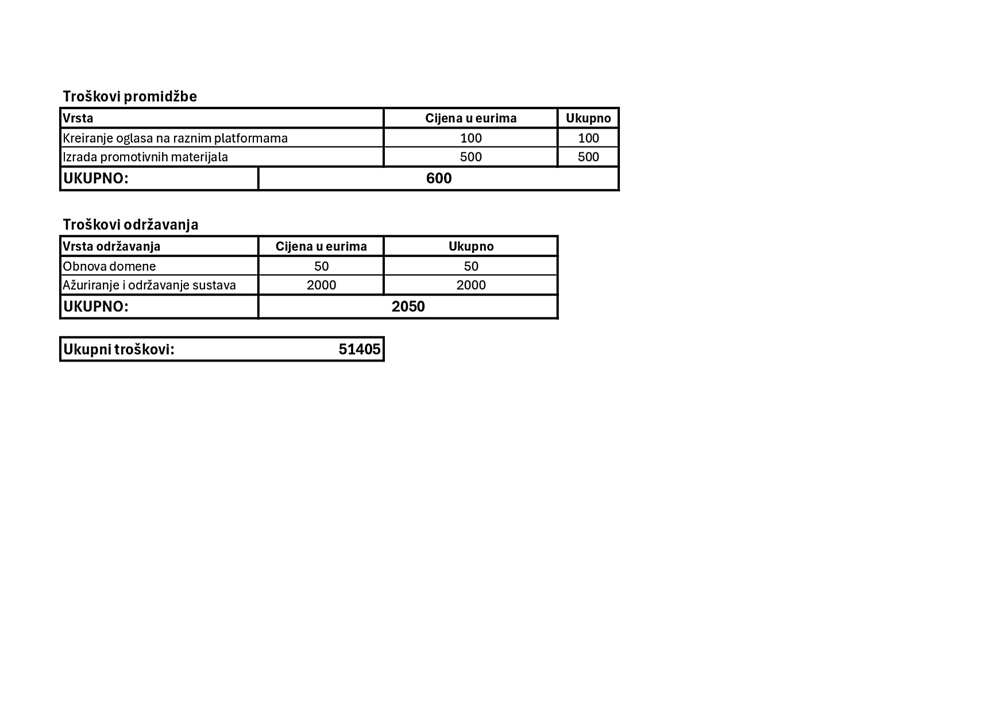 Troškovi promidžbe
Vrsta Cijena u eurima Ukupno
Kreiranje oglasa na raznim platformama 100 100
Izrada promotivnih materijala 500 500
UKUPNO: 600
Troškovi održavanja
Vrsta održavanja Cijena u eurima Ukupno
Obnova domene 50 50
Ažuriranje i održavanje sustava 2000 2000
UKUPNO: 2050
Ukupni troškovi: 51405